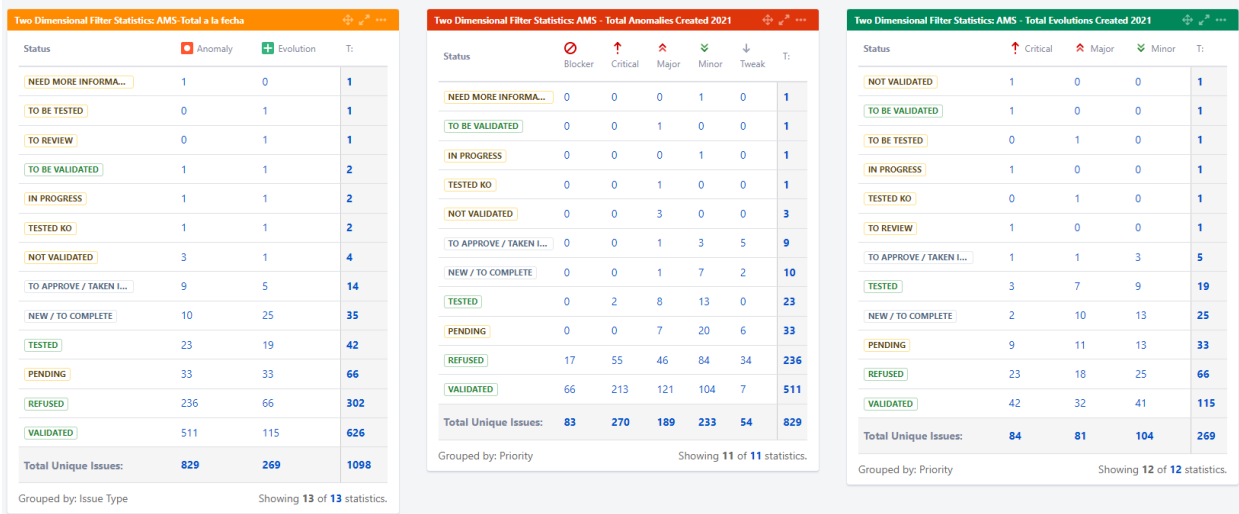 Two Dimensional Filter Statistics: AMS-Total a la fecha
Status Anomaly Evolution T:
NEED MORE INFORMA... 1 0 1
TO BE TESTED 0 1 1
TO REVIEW 0 1 1
TO BE VALIDATED 1 1 2
IN PROGRESS 1 1 2
TESTED KO 1 1 2
NOT VALIDATED 3 1 4
TO APPROVE / TAKEN I... 9 5 14
NEW / TO COMPLETE 10 25 35
TESTED 23 19 42
PENDING 33 33 66
REFUSED 236 66 302
VALIDATED 511 115 626
Total Unique Issues: 829 269 1098
Grouped by: Issue Type Showing 13 of 13 statistics.
Two Dimensional Filter Statistics: AMS - Total Anomalies Created 2021
Status Blocker Critical Major Minor Tweak T:
NEED MORE INFORMA... 0 0 0 1 0 1
TO BE VALIDATED 0 0 1 0 0 1
IN PROGRESS 0 0 0 1 0 1
TESTED KO 0 0 1 0 0 1
NOT VALIDATED 0 0 3 0 0 3
TO APPROVE / TAKEN I... 0 0 1 3 5 9
NEW / TO COMPLETE 0 0 1 7 2 10
TESTED 0 2 8 13 0 23
PENDING 0 0 7 20 6 33
REFUSED 17 55 46 84 34 236
VALIDATED 66 213 121 104 7 511
Total Unique Issues: 83 270 189 233 54 829
Grouped by: Priority Showing 11 of 11 statistics.
Two Dimensional Filter Statistics: AMS - Total Evolutions Created 2021
Status Critical Major Minor T:
NOT VALIDATED 1 0 0 1
TO BE VALIDATED 1 0 0 1
TO BE TESTED 0 1 0 1
IN PROGRESS 1 0 0 1
TESTED KO 0 1 0 1
TO REVIEW 1 0 0 1
TO APPROVE / TAKEN I... 1 1 3 5
TESTED 3 7 9 19
NEW / TO COMPLETE 2 10 13 25
PENDING 9 11 13 33
REFUSED 23 18 25 66
VALIDATED 42 32 41 115
Total Unique Issues: 84 81 104 269
Grouped by: Priority Showing 12 of 12 statistics.